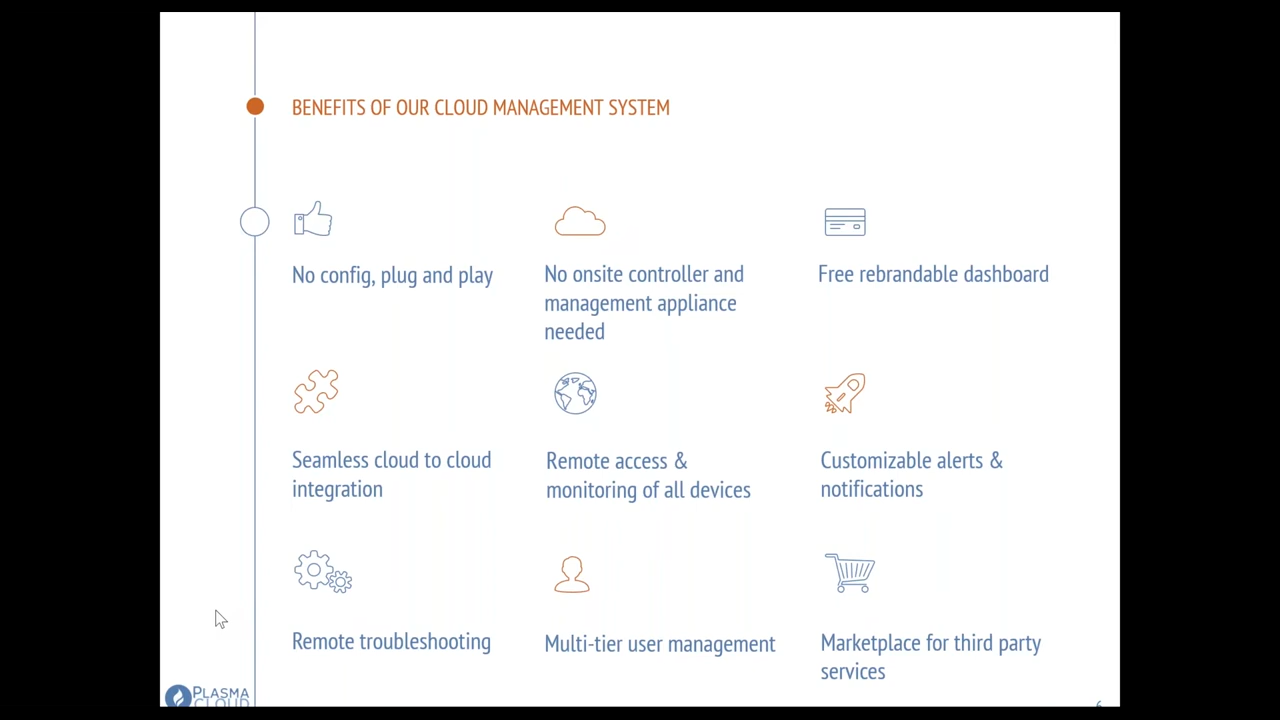 BENEFITS OF OUR CLOUD MANAGEMENT SYSTEM
No config, plug and play
No onsite controller and
management appliance
needed
Free rebrandable dashboard
Seamless cloud to cloud
integration
Remote access &
monitoring of all devices
Customizable alerts &
notifications
Remote troubleshooting
Multi-tier user management
Marketplace for third party
services
PLASMA
CLOUD
6